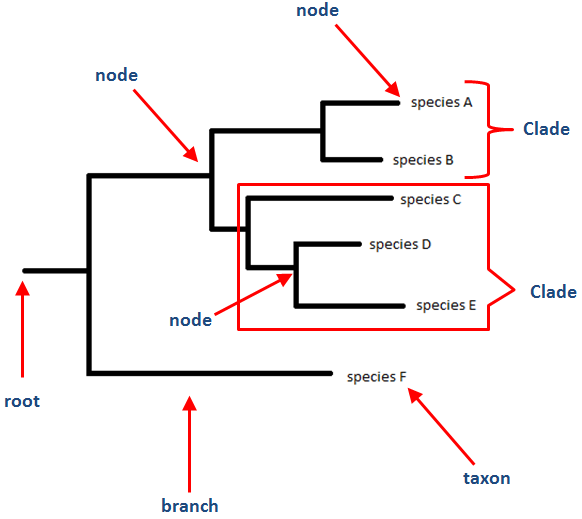 node
node
species A
Clade
species B
species C
species D
Clade
species E
node
species F
root
taxon
branch